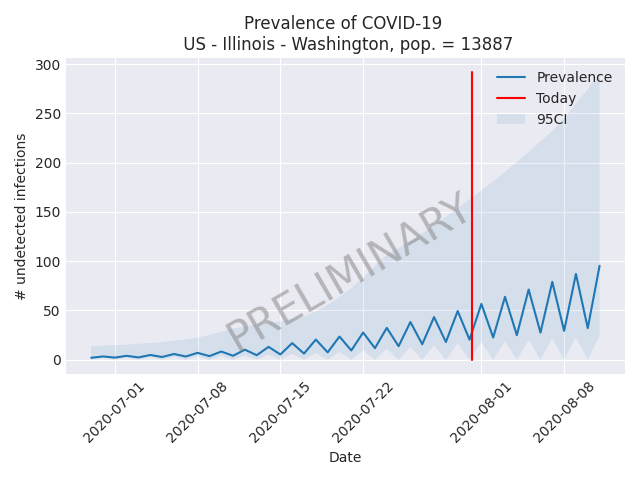 Prevalence of COVID-19
US - Illinois - Washington, pop. = 13887
300
250
200
150
100
50
0
# undetected infections
Prevalence
Today
95CI
PRELIMINARY
2020-07-01
2020-07-08
2020-07-15
2020-07-22
2020-08-01
2020-08-08
Date